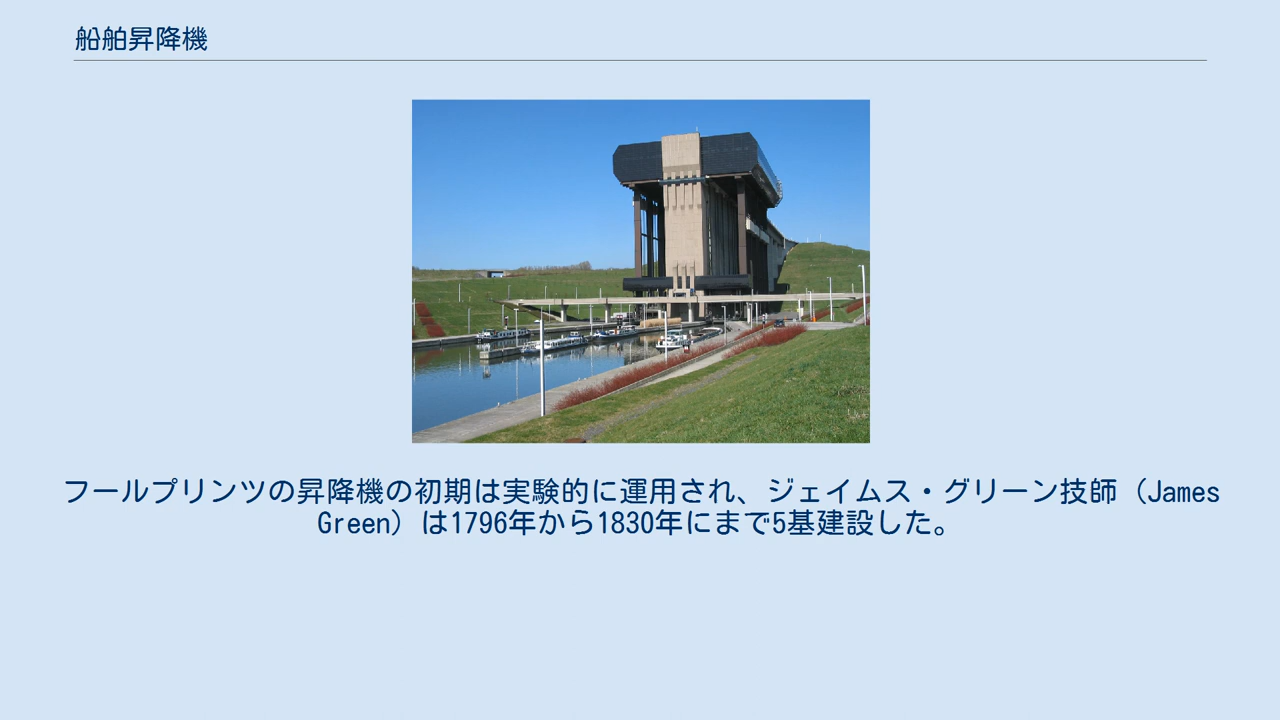 船舶昇降機
フールプリンツの昇降機の初期は実験的に運用され、ジェイムス・グリーン技師（James
Green）は1796年から1830年にまで5基建設した。